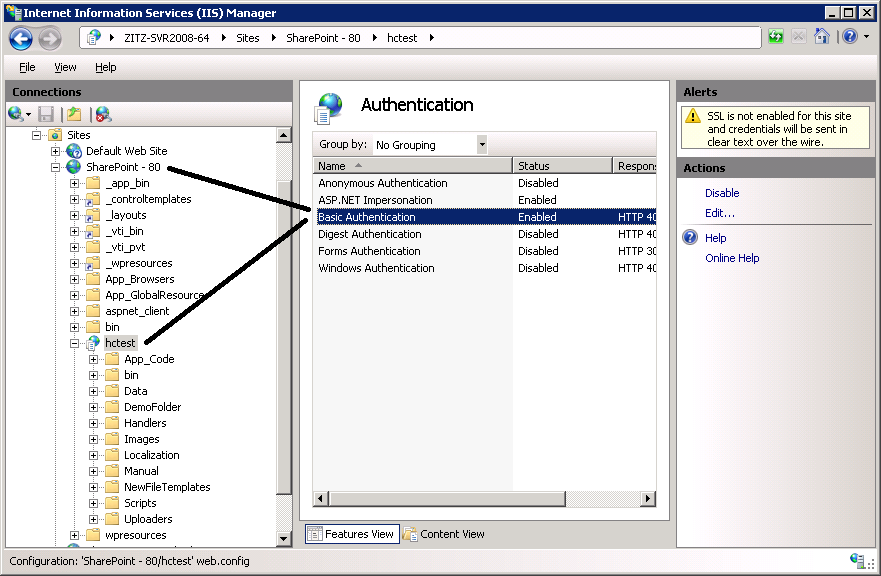 Internet Information Services (IIS) Manager
ZITZ-SVR2008-64 Sites SharePoint - 80 hctest
File View Help
Connections
Sites
Default Web Site
SharePoint - 80
_app_bin
_controltemplates
_layouts
_vti_bin
_vti_pvt
_wpresources
App_Browsers
App_GlobalResource
aspnet_client
bin
hctest
App_Code
bin
Data
DemoFolder
Handlers
Images
Localization
Manual
NewFileTemplates
Scripts
Uploaders
wpresources
Authentication
Group by: No Grouping
Name Status Respon
Anonymous Authentication Disabled
ASP.NET Impersonation Enabled
Basic Authentication Enabled HTTP 40
Digest Authentication Disabled HTTP 40
Forms Authentication Disabled HTTP 30
Windows Authentication Disabled HTTP 40
Features View Content View
Alerts
SSL is not enabled for this site
and credentials will be sent in
clear text over the wire.
Actions
Disable
Edit...
Help
Online Help
Configuration: 'SharePoint - 80/hctest' web.config